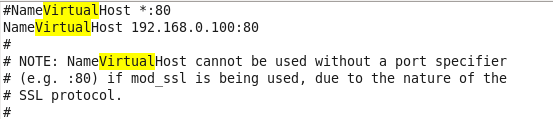 #NameVirtualHost *:80
NameVirtualHost 192.168.0.100:80
#
# NOTE: NameVirtualHost cannot be used without a port specifier
# (e.g. :80) if mod_ssl is being used, due to the nature of the
# SSL protocol.
#